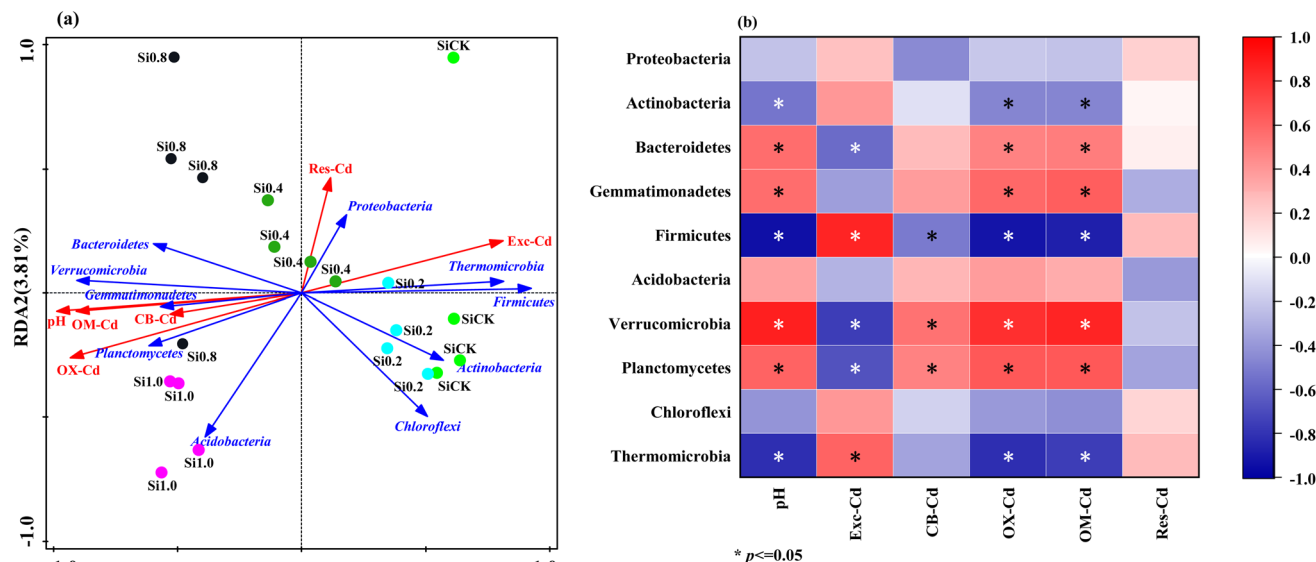 (a)
1.0
RDA2(3.81%)
-1.0
SiCK
Si0.8
Si0.8
Si0.8
Res-Cd
Si0.4
Proteobacteria
Si0.4
Exc-Cd
Bacteroidetes
Si0.4
Si0.4
Thermomicrobia
Verrucomicrobia
Si0.2
Gemmatimonadetes
Firmicutes
pH
OM-Cd
CB-Cd
SiCK
Si0.2
Planctomycetes
Si0.8
SiCK
Si0.2
Actinobacteria
OX-Cd
Si1.0
Si1.0
Si0.2
SiCK
Chloroflexi
Acidobacteria
Si1.0
Si1.0
(b)
Proteobacteria
Actinobacteria
* * *
Bacteroidetes
* * * *
Gemmatimonadetes
* * *
Firmicutes
* * * * *
Acidobacteria
Verrucomicrobia
* * * * *
Planctomycetes
* * * * *
Chloroflexi
Thermomicrobia
* * * *
pH
Exc-Cd
CB-Cd
OX-Cd
OM-Cd
Res-Cd
* p<=0.05
1.0
0.8
0.6
0.4
0.2
0.0
-0.2
-0.4
-0.6
-0.8
-1.0